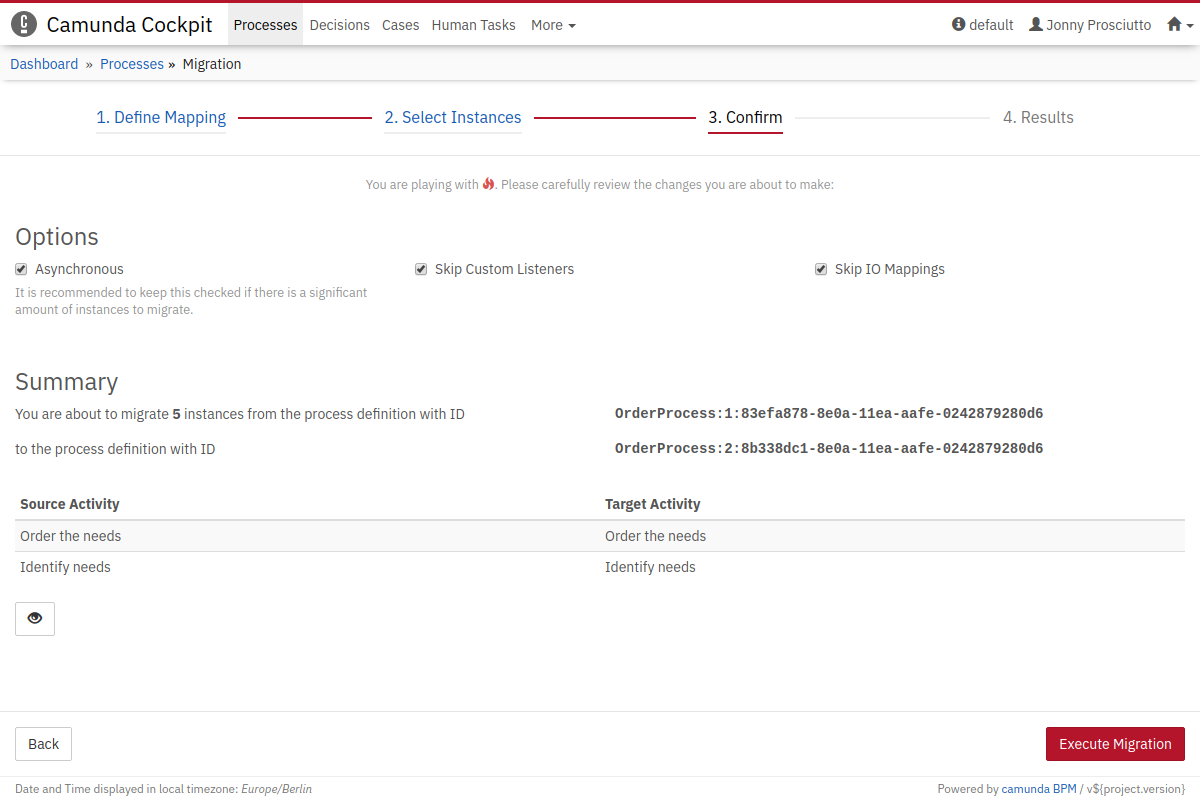 Camunda Cockpit Processes Decisions Cases Human Tasks More default Jonny Prosciutto
Dashboard » Processes » Migration
1. Define Mapping 2. Select Instances 3. Confirm 4. Results
You are playing with . Please carefully review the changes you are about to make:
Options
Asynchronous Skip Custom Listeners Skip IO Mappings
It is recommended to keep this checked if there is a significant
amount of instances to migrate.
Summary
You are about to migrate 5 instances from the process definition with ID OrderProcess:1:83efa878-8e0a-11ea-aafe-0242879280d6
to the process definition with ID OrderProcess:2:8b338dc1-8e0a-11ea-aafe-0242879280d6
Source Activity Target Activity
Order the needs Order the needs
Identify needs Identify needs
Back Execute Migration
Date and Time displayed in local timezone: Europe/Berlin Powered by camunda BPM / v${project.version}